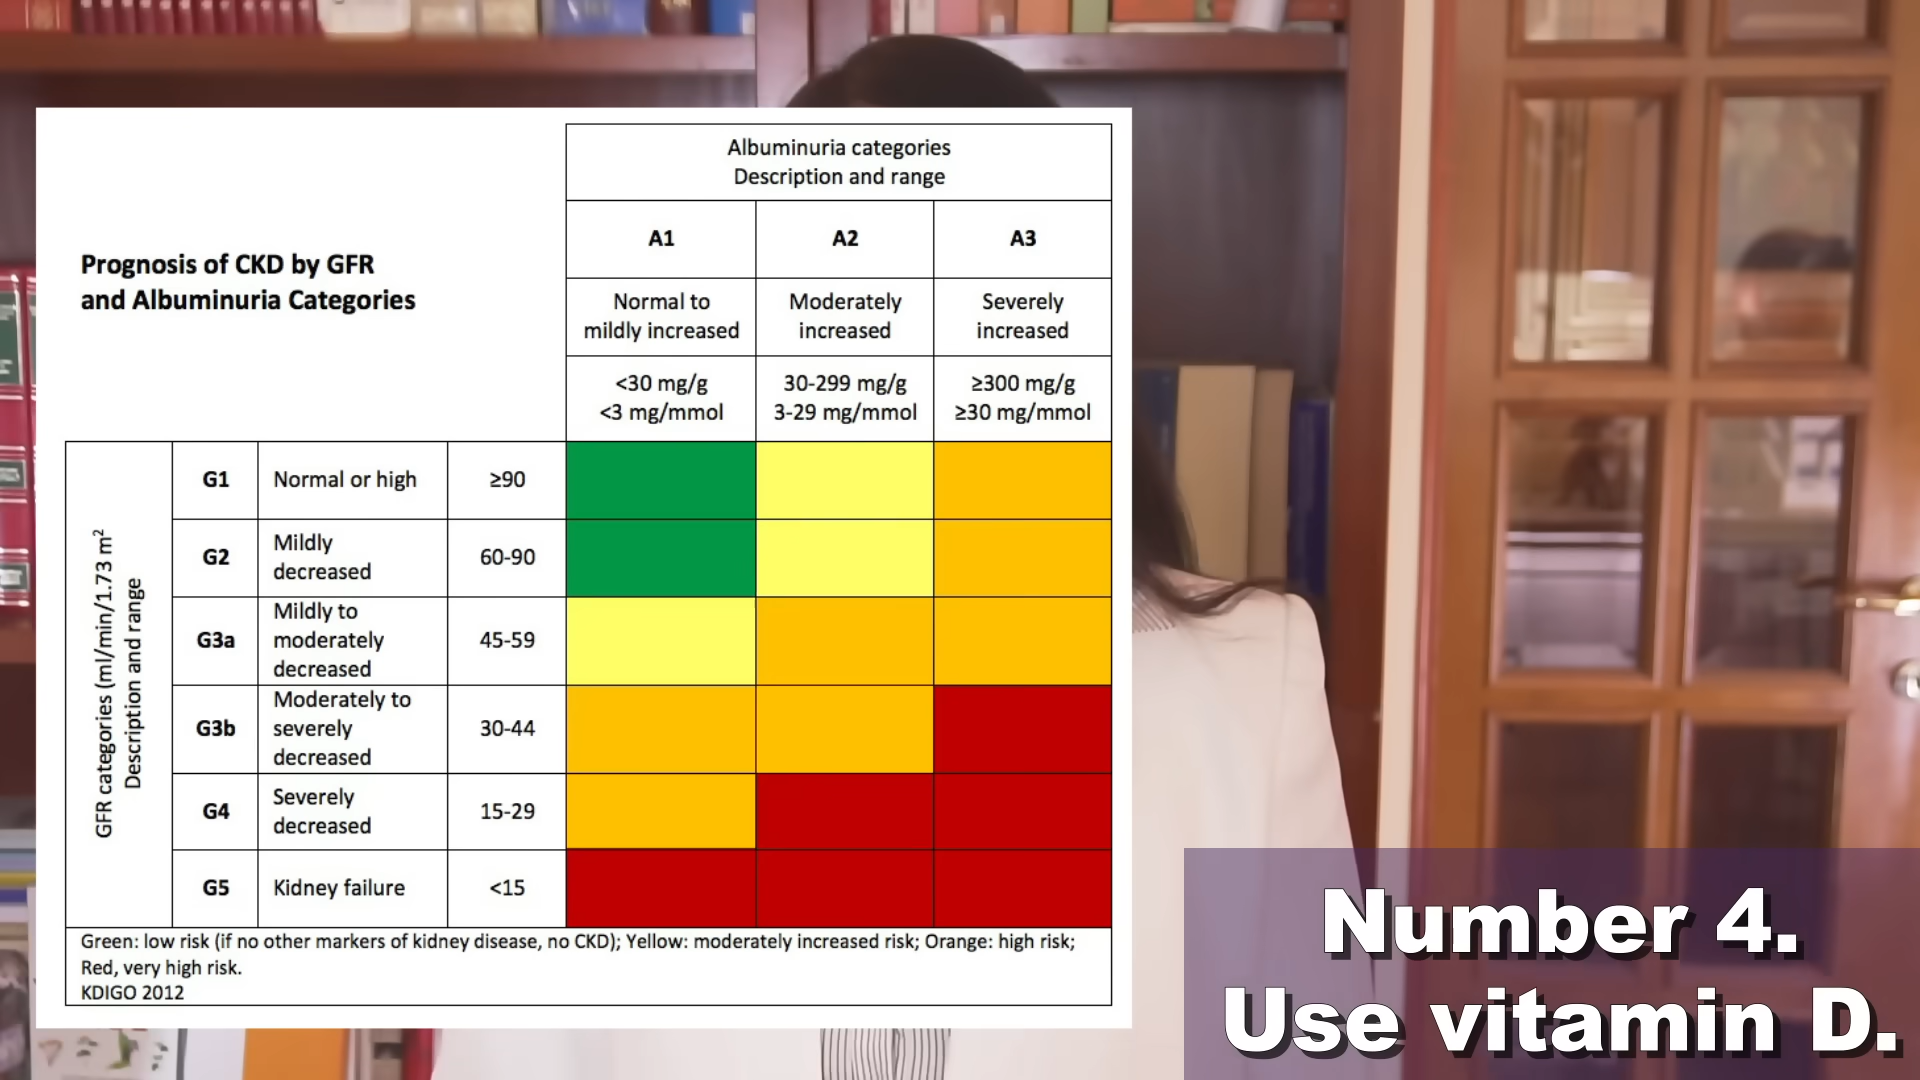 Albuminuria categories
Description and range
Prognosis of CKD by GFR
and Albuminuria Categories
A1
A2
A3
Normal to
mildly increased
Moderately
increased
Severely
increased
<30 mg/g
<3 mg/mmol
30-299 mg/g
3-29 mg/mmol
≥300 mg/g
≥30 mg/mmol
GFR categories (ml/min/1.73 m²
Description and range
G1
Normal or high
≥90
G2
Mildly
decreased
60-90
G3a
Mildly to
moderately
decreased
45-59
G3b
Moderately to
severely
decreased
30-44
G4
Severely
decreased
15-29
G5
Kidney failure
<15
Green: low risk (if no other markers of kidney disease, no CKD); Yellow: moderately increased risk; Orange: high risk;
Red, very high risk.
KDIGO 2012
Number 4.
Use vitamin D.